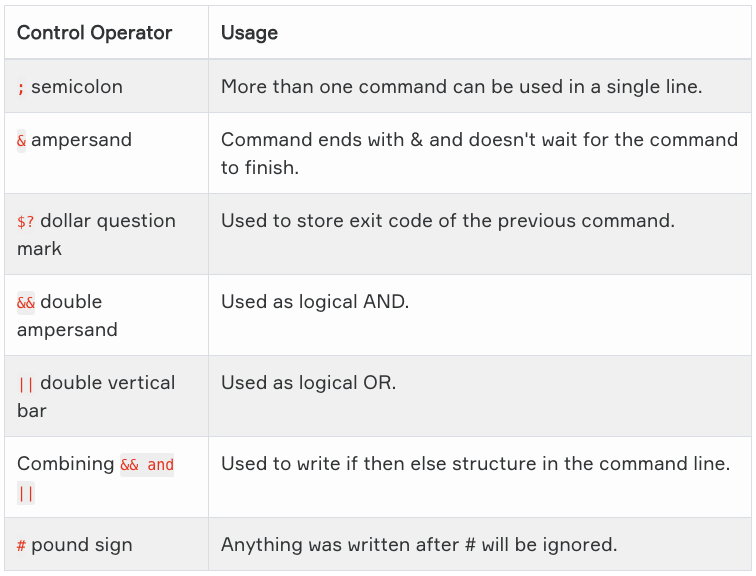 Control Operator Usage
; semicolon More than one command can be used in a single line.
& ampersand Command ends with & and doesn't wait for the command
to finish.
$? dollar question Used to store exit code of the previous command.
mark
&& double Used as logical AND.
ampersand
|| double vertical Used as logical OR.
bar
Combining && and Used to write if then else structure in the command line.
||
# pound sign Anything was written after # will be ignored.